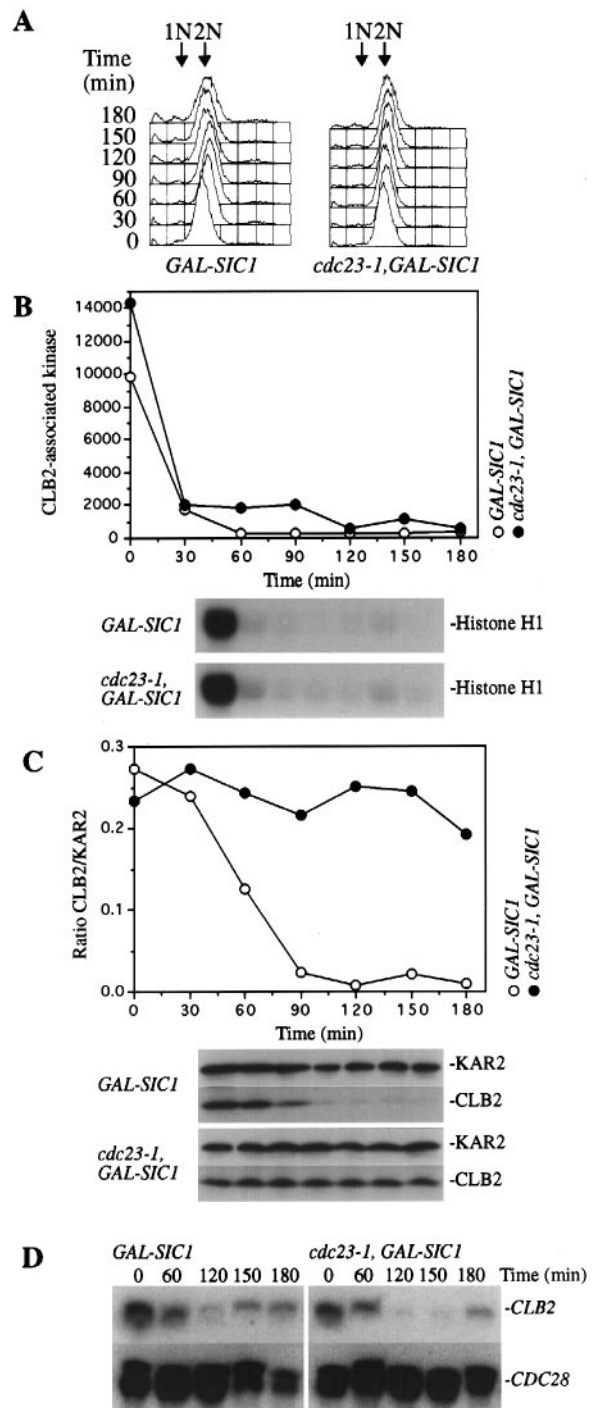 A
1N2N 1N2N
Time
(min)
180
150
120
90
60
30
0
GAL-SIC1 cdc23-1,GAL-SIC1
B
CLB2-associated kinase
14000
12000
10000
8000
6000
4000
2000
0
0 30 60 90 120 150 180
Time (min)
GAL-SIC1
cdc23-1, GAL-SIC1
GAL-SIC1 -Histone H1
cdc23-1,
GAL-SIC1 -Histone H1
C
Ratio CLB2/KAR2
0.3
0.2
0.1
0.0
0 30 60 90 120 150 180
Time (min)
GAL-SIC1
cdc23-1, GAL-SIC1
GAL-SIC1 -KAR2
-CLB2
cdc23-1,
GAL-SIC1 -KAR2
-CLB2
D
GAL-SIC1 cdc23-1, GAL-SIC1
0 60 120 150 180 0 60 120 150 180 Time (min)
-CLB2
-CDC28